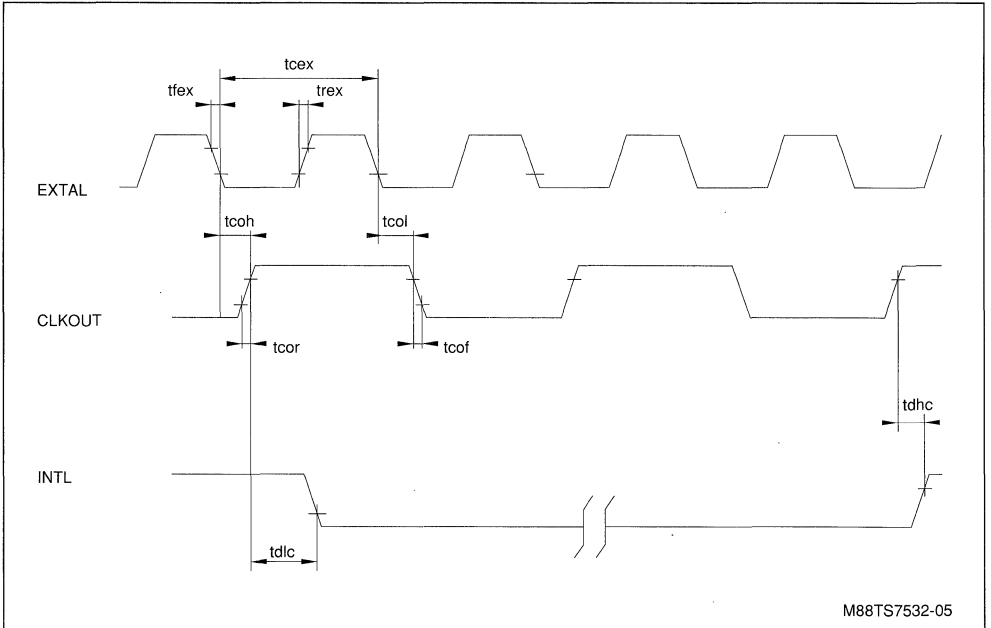 tcex
tfex
trex
EXTAL
tcoh
tcol
CLKOUT
tcor
tcof
tdhc
INTL
tdlc
M88TS7532-05